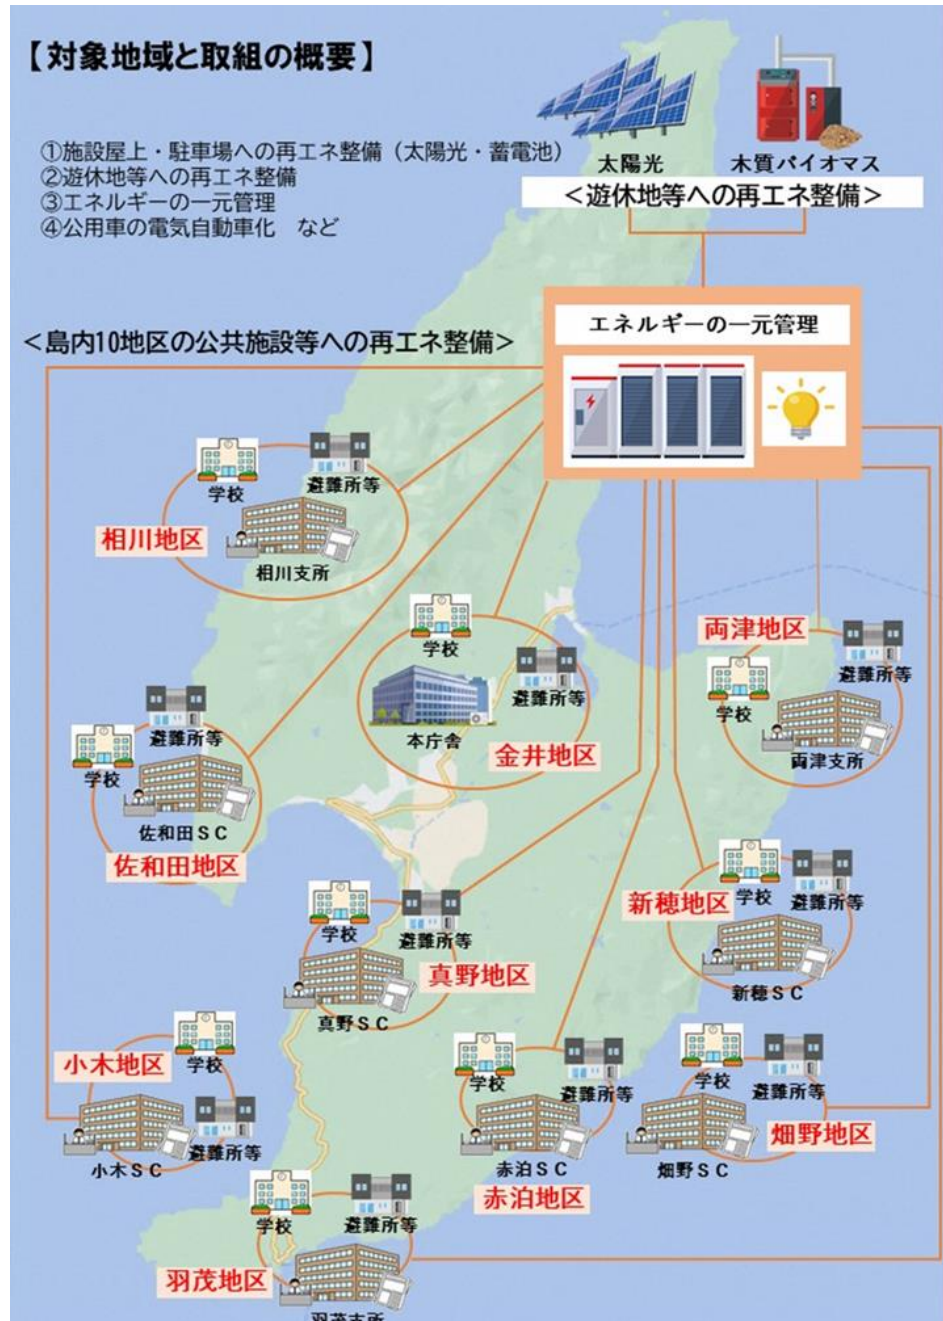 【対象地域と取組の概要】
①施設屋上・駐車場への再エネ整備（太陽光・蓄電池）
②遊休地等への再エネ整備
③エネルギーの一元管理
④公用車の電気自動車化　など
太陽光
木質バイオマス
＜遊休地等への再エネ整備＞
エネルギーの一元管理
＜島内10地区の公共施設等への再エネ整備＞
学校
避難所等
相川地区
相川支所
学校
避難所等
本庁舎
金井地区
両津地区
避難所等
学校
両津支所
避難所等
学校
佐和田ＳＣ
佐和田地区
学校
避難所等
真野地区
真野ＳＣ
学校
避難所等
新穂地区
新穂ＳＣ
小木地区
学校
小木ＳＣ
避難所等
学校
避難所等
赤泊ＳＣ
赤泊地区
学校
避難所等
畑野地区
畑野ＳＣ
学校
避難所等
羽茂地区
羽茂支所